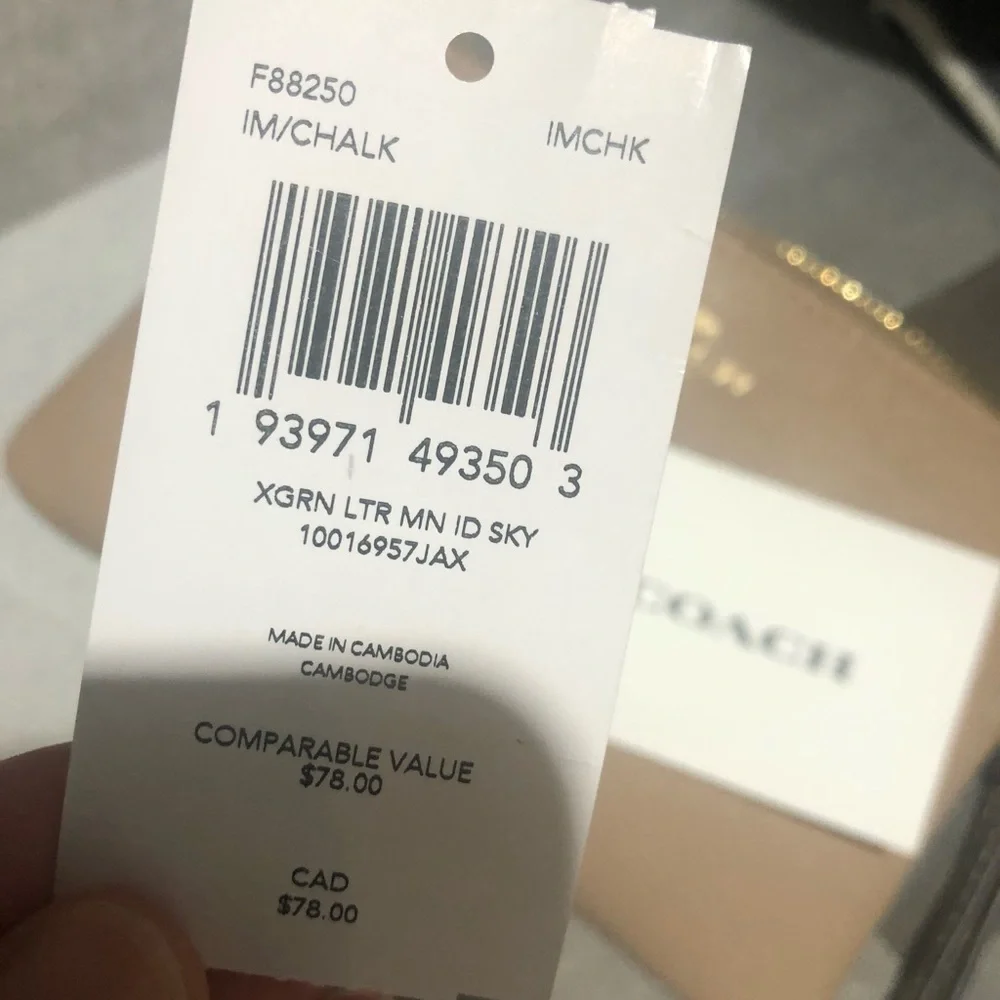 F88250
IM/CHALK IMCHK
1 93971 49350 3
XGRN LTR MN ID SKY
10016957JAX
MADE IN CAMBODIA
CAMBODGE
COMPARABLE VALUE
$78.00
CAD
$78.00
COACH